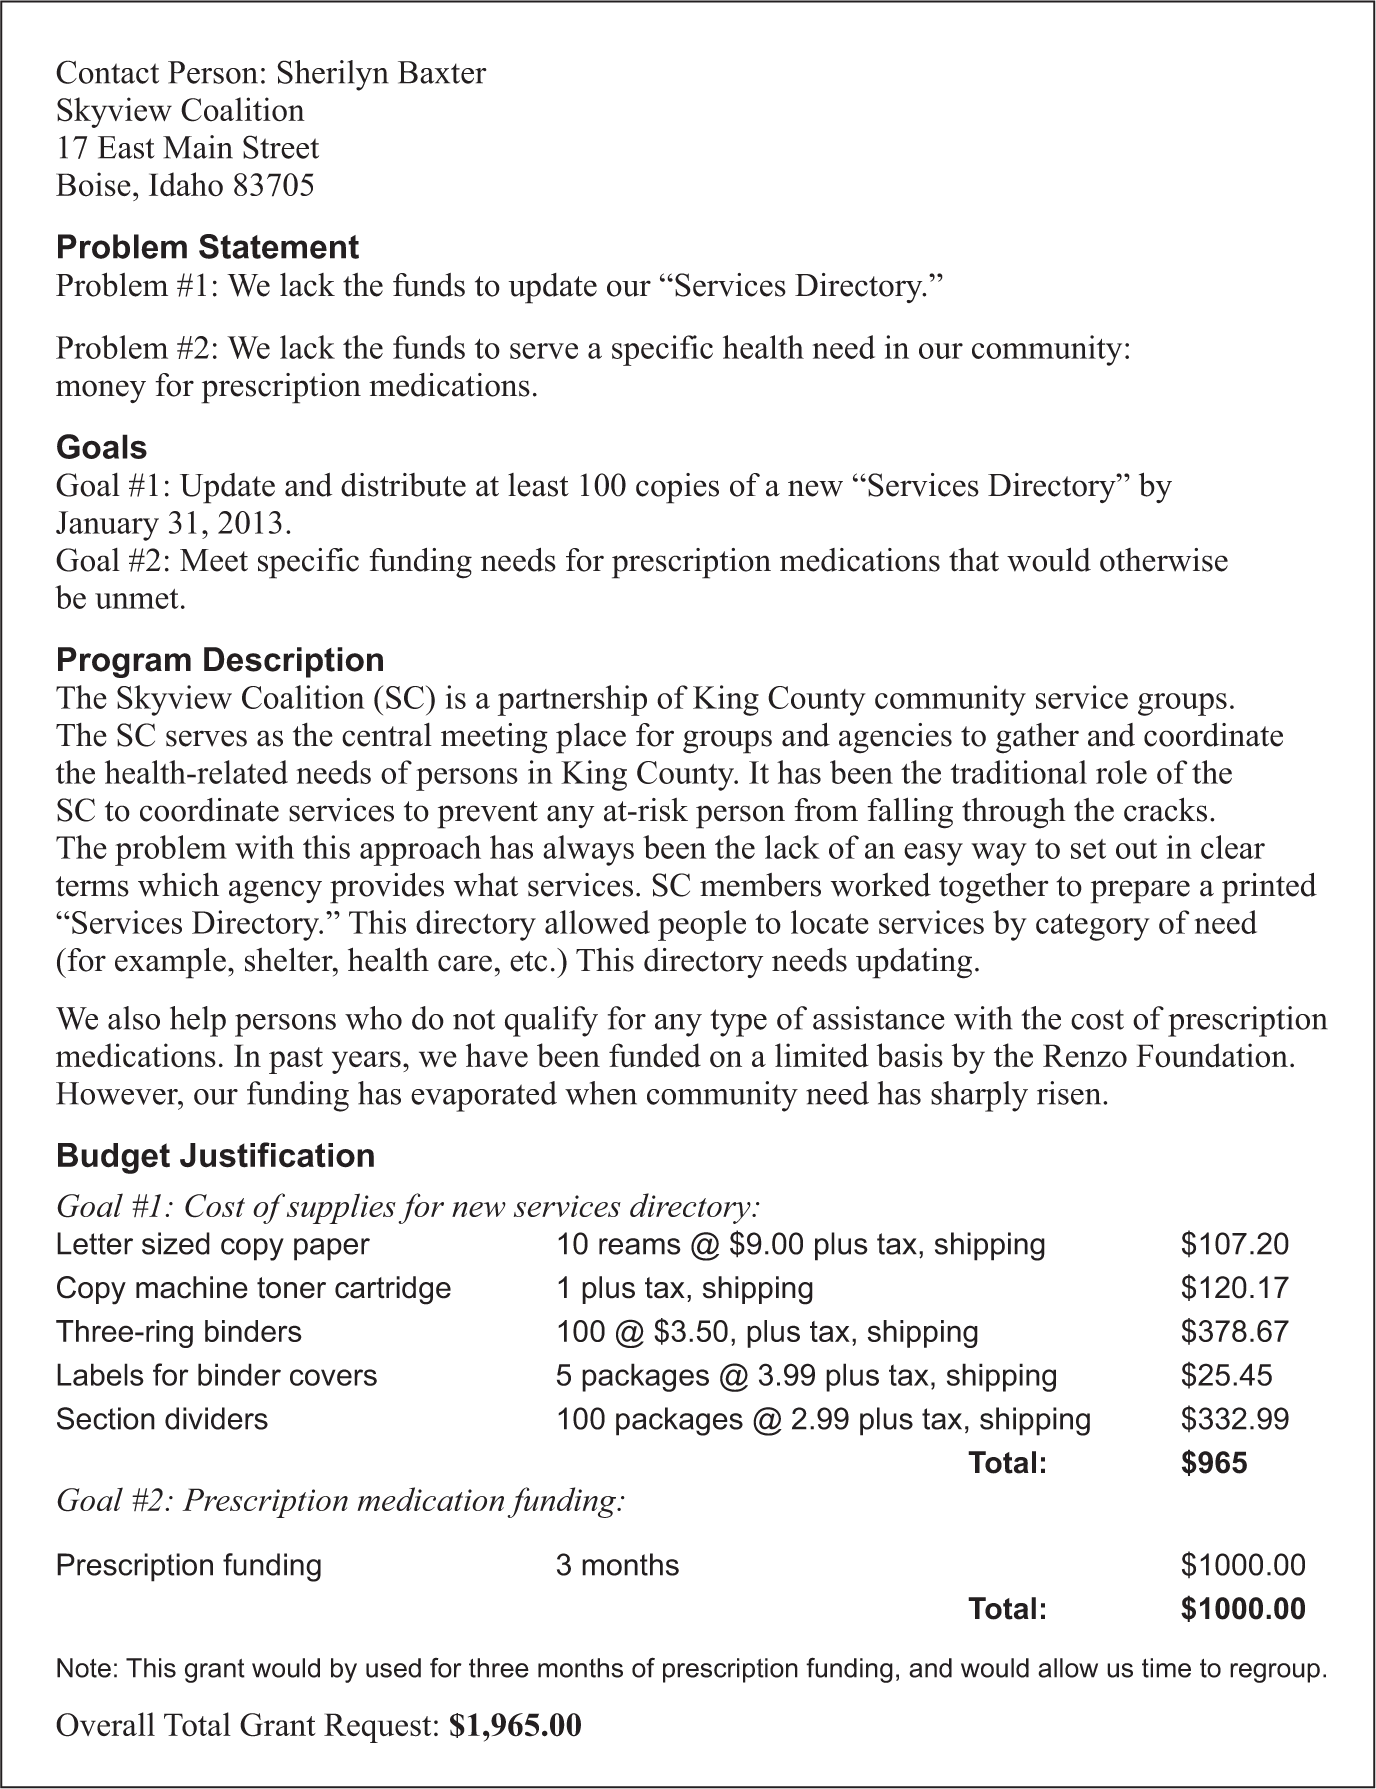 Contact Person: Sherilyn Baxter
Skyview Coalition
17 East Main Street
Boise, Idaho 83705
Problem Statement
Problem #1: We lack the funds to update our “Services Directory.”
Problem #2: We lack the funds to serve a specific health need in our community:
money for prescription medications.
Goals
Goal #1: Update and distribute at least 100 copies of a new “Services Directory” by
January 31, 2013.
Goal #2: Meet specific funding needs for prescription medications that would otherwise
be unmet.
Program Description
The Skyview Coalition (SC) is a partnership of King County community service groups.
The SC serves as the central meeting place for groups and agencies to gather and coordinate
the health-related needs of persons in King County. It has been the traditional role of the
SC to coordinate services to prevent any at-risk person from falling through the cracks.
The problem with this approach has always been the lack of an easy way to set out in clear
terms which agency provides what services. SC members worked together to prepare a printed
“Services Directory.” This directory allowed people to locate services by category of need
(for example, shelter, health care, etc.) This directory needs updating.
We also help persons who do not qualify for any type of assistance with the cost of prescription
medications. In past years, we have been funded on a limited basis by the Renzo Foundation.
However, our funding has evaporated when community need has sharply risen.
Budget Justification
Goal #1: Cost of supplies for new services directory:
Letter sized copy paper 10 reams @ $9.00 plus tax, shipping $107.20
Copy machine toner cartridge 1 plus tax, shipping $120.17
Three-ring binders 100 @ $3.50, plus tax, shipping $378.67
Labels for binder covers 5 packages @ 3.99 plus tax, shipping $25.45
Section dividers 100 packages @ 2.99 plus tax, shipping $332.99
Total: $965
Goal #2: Prescription medication funding:
Prescription funding 3 months $1000.00
Total: $1000.00
Note: This grant would by used for three months of prescription funding, and would allow us time to regroup.
Overall Total Grant Request: $1,965.00